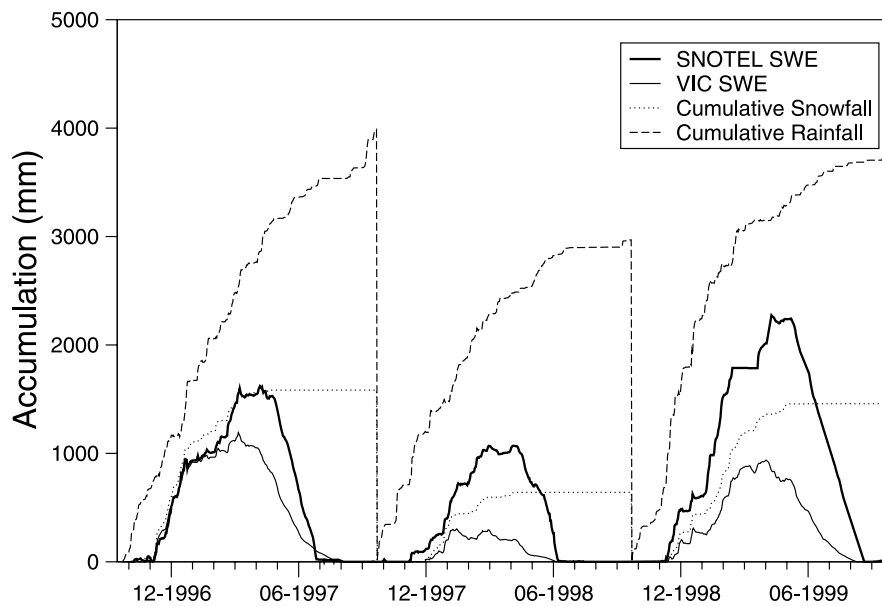 5000
SNOTEL SWE
VIC SWE
Cumulative Snowfall
Cumulative Rainfall
4000
3000
2000
1000
0
Accumulation (mm)
12-1996 06-1997 12-1997 06-1998 12-1998 06-1999